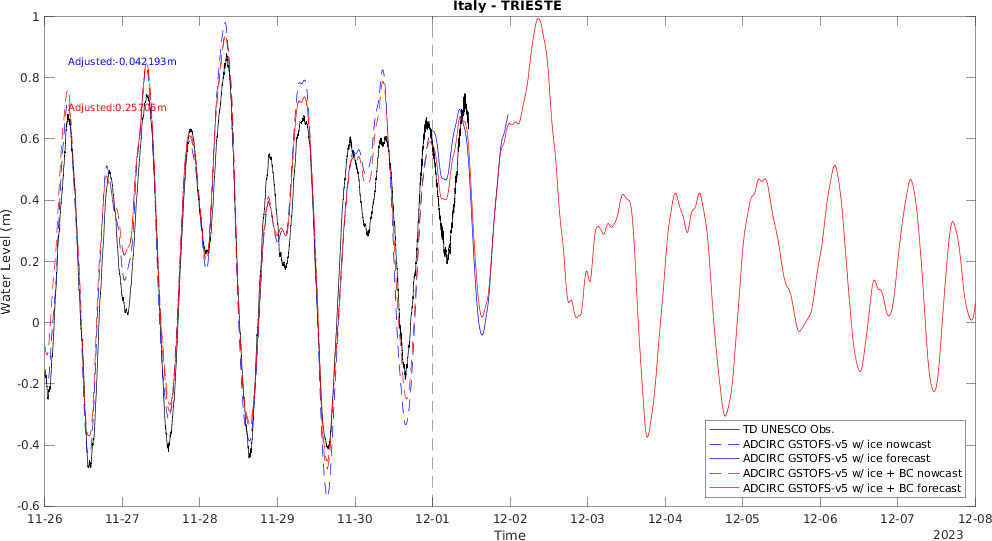 Italy - TRIESTE
Water Level (m)
1
0.8
0.6
0.4
0.2
0
-0.2
-0.4
-0.6
Adjusted:-0.042193m
TD UNESCO Obs.
ADCIRC GSTOFS-v5 w/ ice nowcast
ADCIRC GSTOFS-v5 w/ ice forecast
ADCIRC GSTOFS-v5 w/ ice + BC nowcast
ADCIRC GSTOFS-v5 w/ ice + BC forecast
11-26 11-27 11-28 11-29 11-30 12-01 12-02 12-03 12-04 12-05 12-06 12-07 12-08
Time
2023